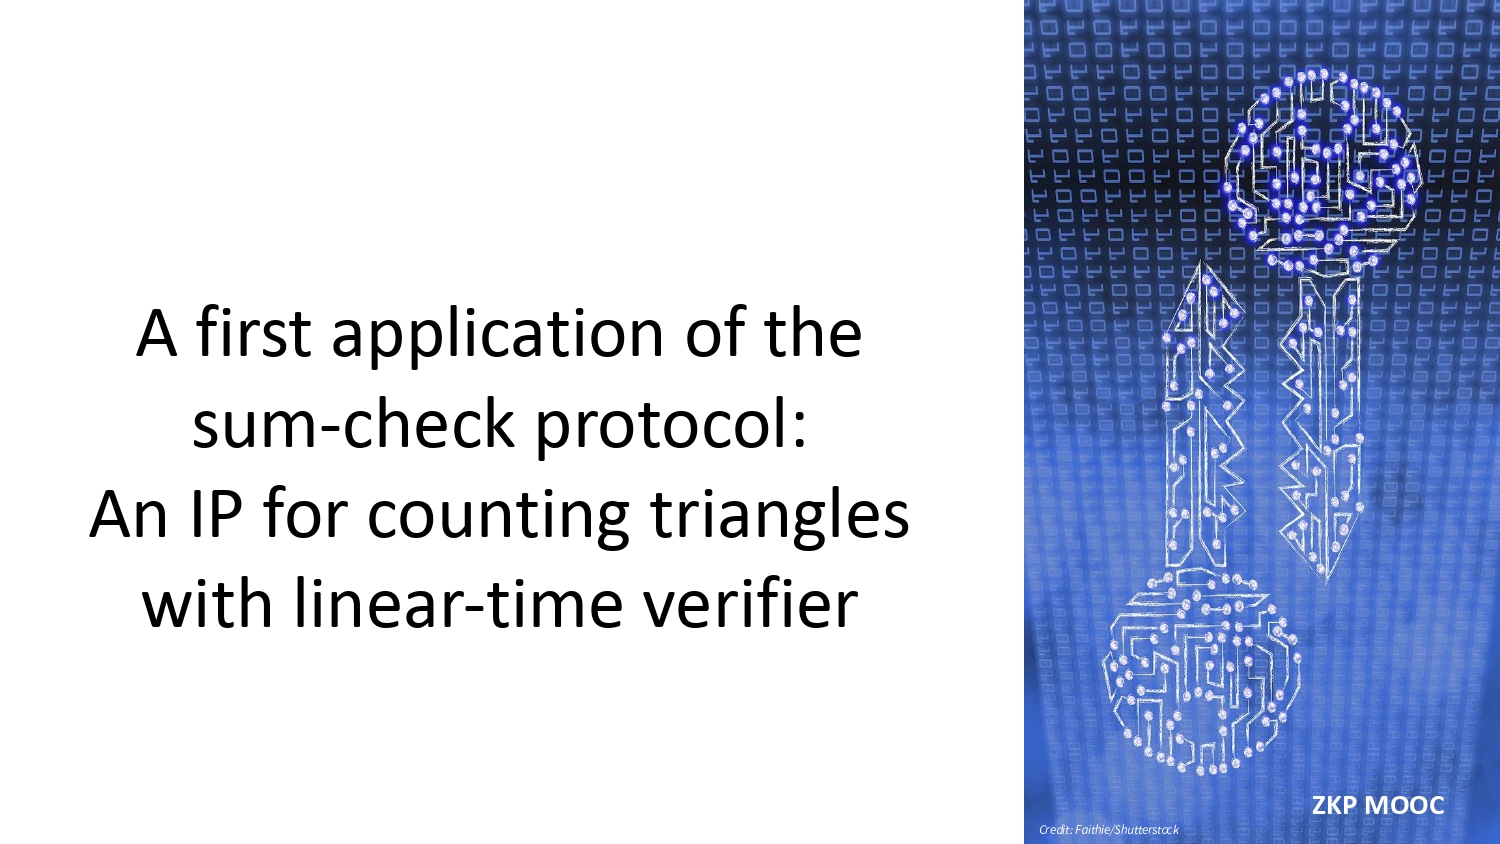 A first application of the
sum-check protocol:
An IP for counting triangles
with linear-time verifier
ZKP MOOC
Credit: Faithie/Shutterstock